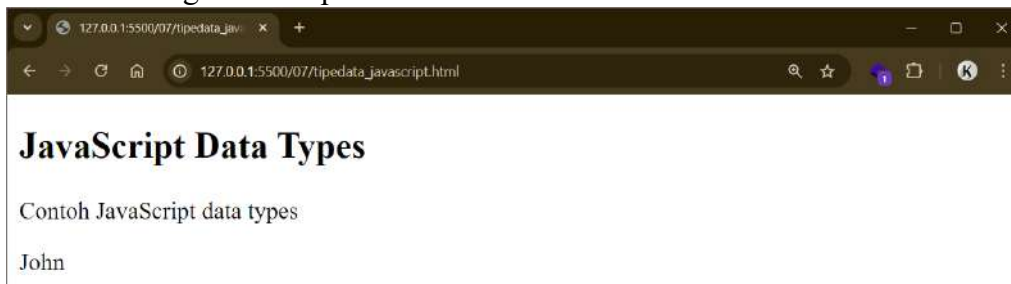 127.0.0.1:5500/07/tipedata_jav
127.0.0.1:5500/07/tipedata_javascript.html
1
K
JavaScript Data Types
Contoh JavaScript data types
John